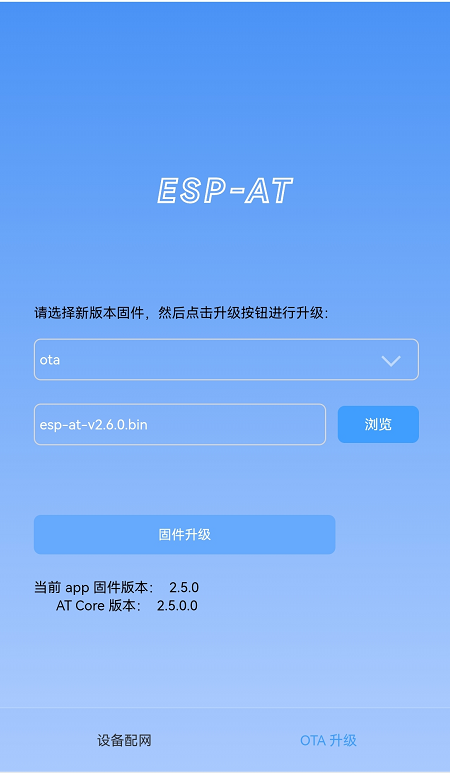 ESP-AT
请选择新版本固件，然后点击升级按钮进行升级：
ota
esp-at-v2.6.0.bin 浏览
固件升级
当前 app 固件版本： 2.5.0
AT Core 版本： 2.5.0.0
设备配网 OTA 升级